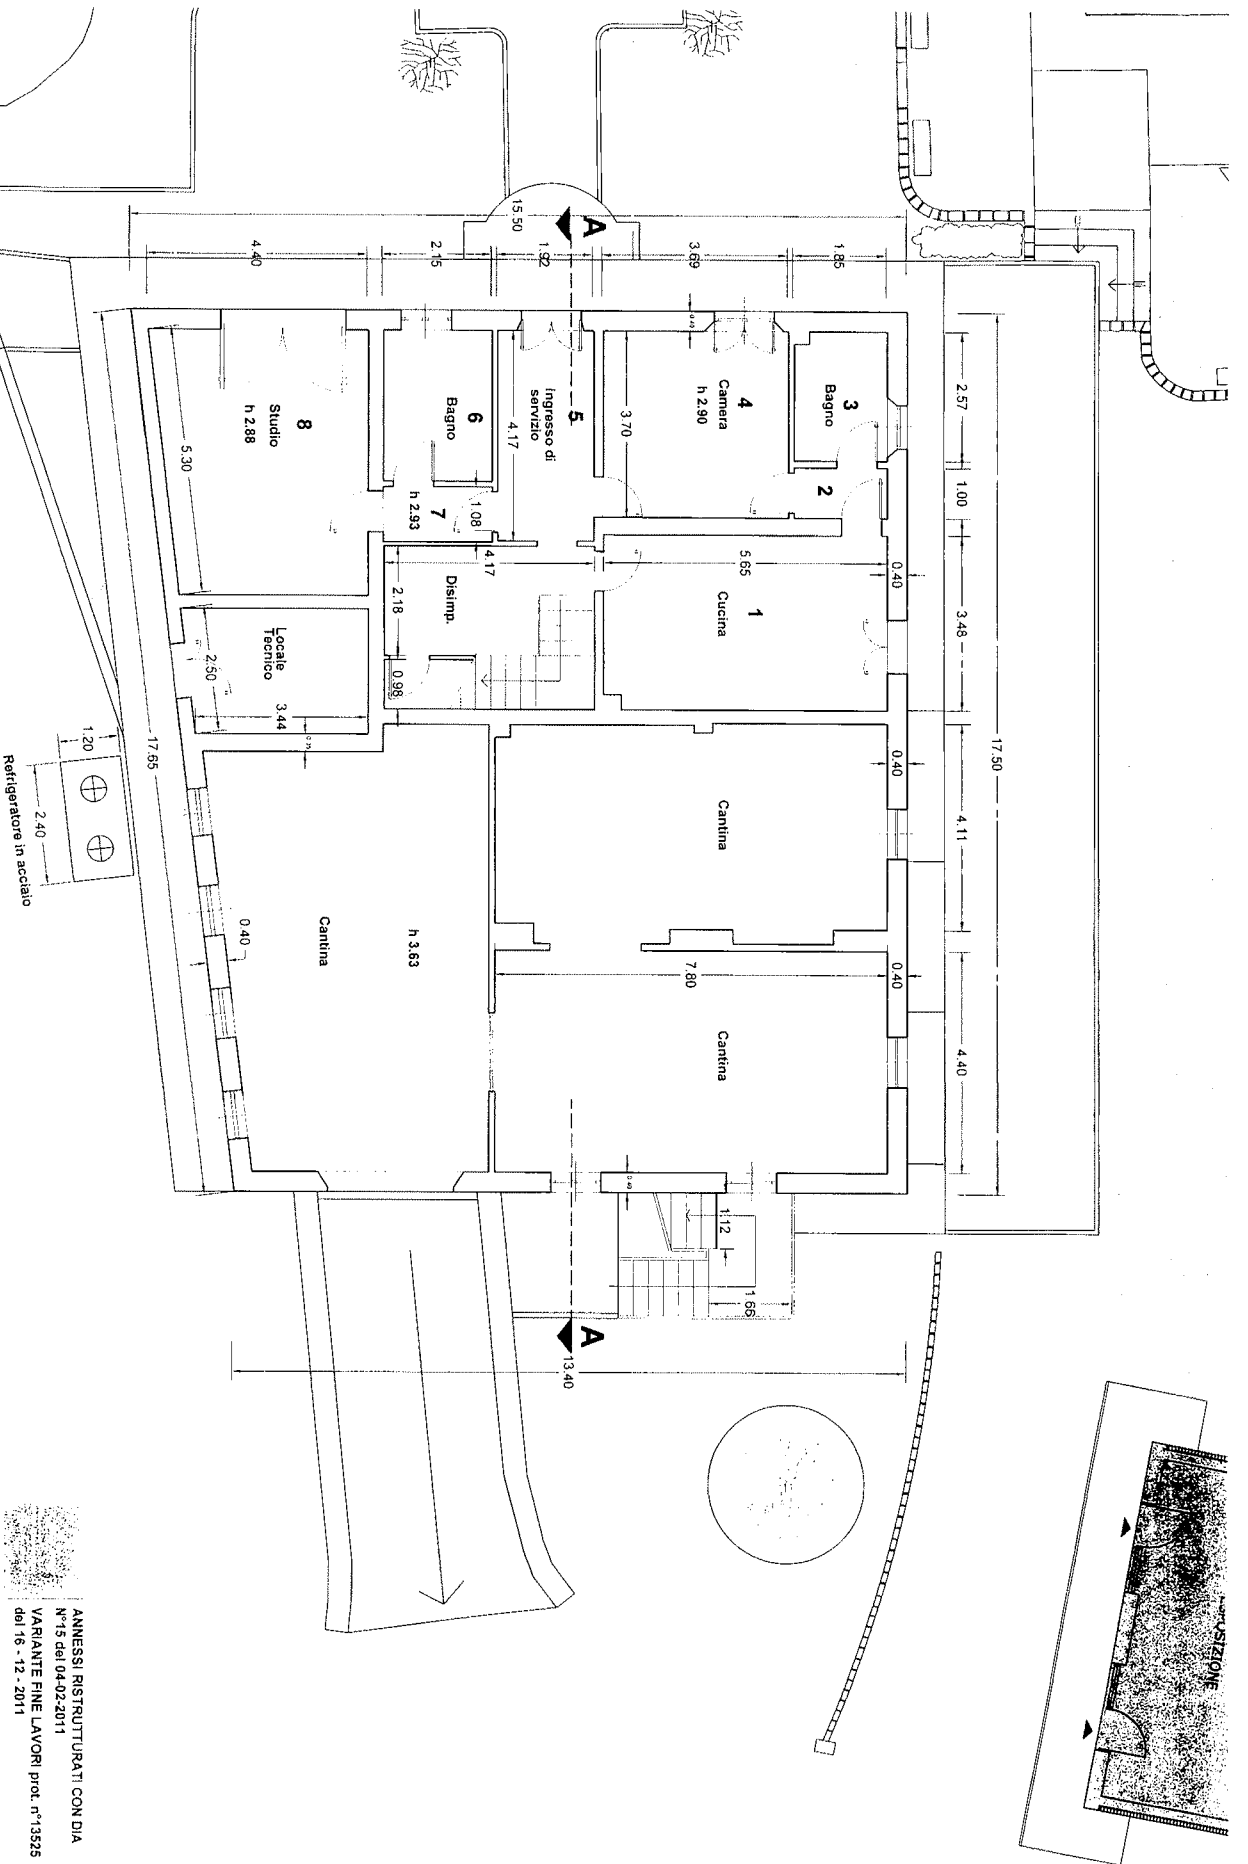 17.50
2.57
1.00
3.48
4.11
4.40
0.40
0.40
0.40
15.50
1.85
3.69
1.92
2.15
4.40
A
3
Bagno
2
4
Camera
h 2.90
3.70
0.40
1
Cucina
5.65
5
ingresso di
servizio
4.17
6
Bagno
7
h 2.93
1.08
4.17
Disimp.
2.18
0.98
8
Studio
h 2.88
5.30
Locale
Tecnico
2.50
3.44
Cantina
Cantina
7.80
h 3.63
Cantina
0.40
0.40
1.12
1.66
A
13.40
17.65
1.20
2.40
Refrigeratore in acciaio
ANNESSI RISTRUTTURATI CON DIA
N°15 del 04-02-2011
VARIANTE FINE LAVORI prot. n°13525
del 16 - 12 - 2011